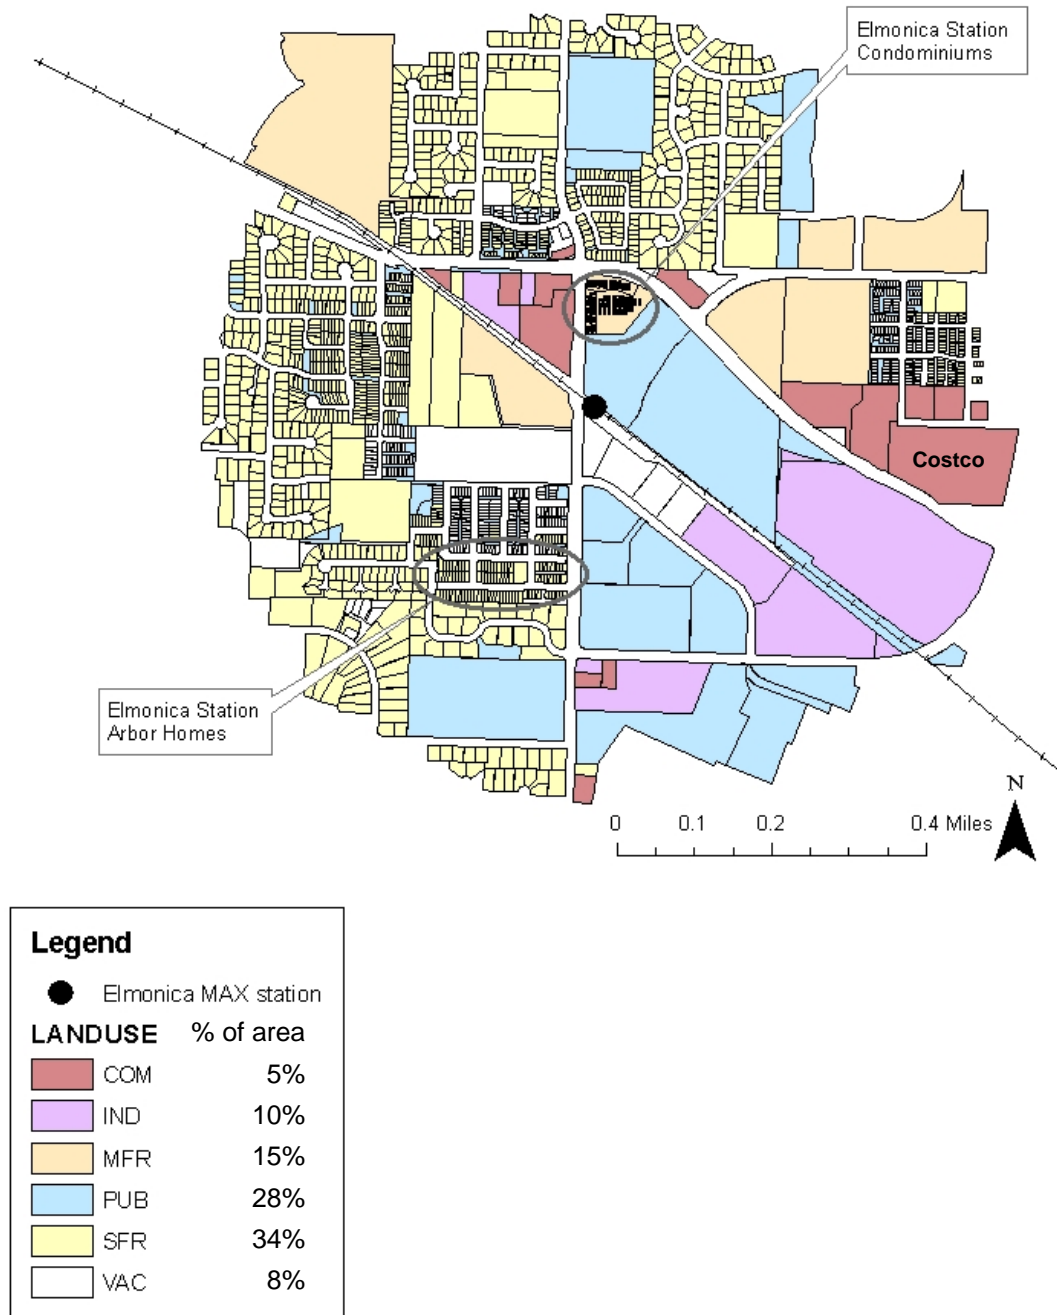 Elmonica Station
Condominiums
Costco
Elmonica Station
Arbor Homes
N
0 0.1 0.2 0.4 Miles
Legend
Elmonica MAX station
LANDUSE % of area
COM 5%
IND 10%
MFR 15%
PUB 28%
SFR 34%
VAC 8%